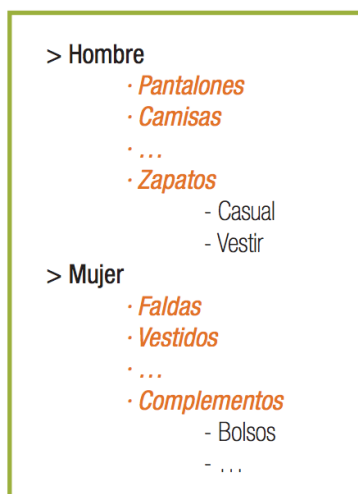 > Hombre
· Pantalones
· Camisas
· ...
· Zapatos
- Casual
- Vestir
> Mujer
· Faldas
· Vestidos
· ...
· Complementos
- Bolsos
- ...